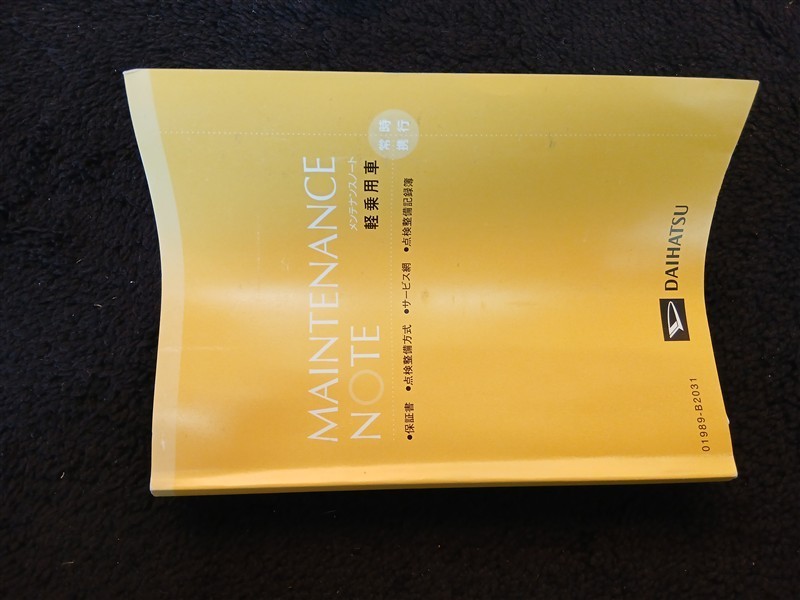 常時
携行
MAINTENANCE
NOTE
メンテナンスノート
軽乗用車
●保証書 ●点検整備方式 ●サービス網 ●点検整備記録簿
DAIHATSU
01989-B2031